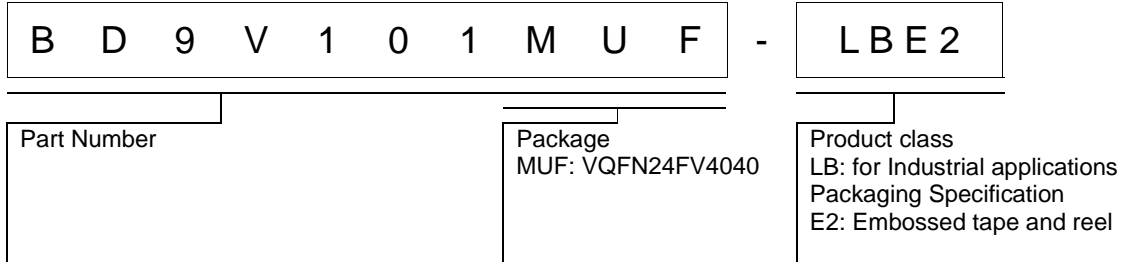 B D 9 V 1 0 1 M U F - L B E 2
Part Number
Package
MUF: VQFN24FV4040
Product class
LB: for Industrial applications
Packaging Specification
E2: Embossed tape and reel